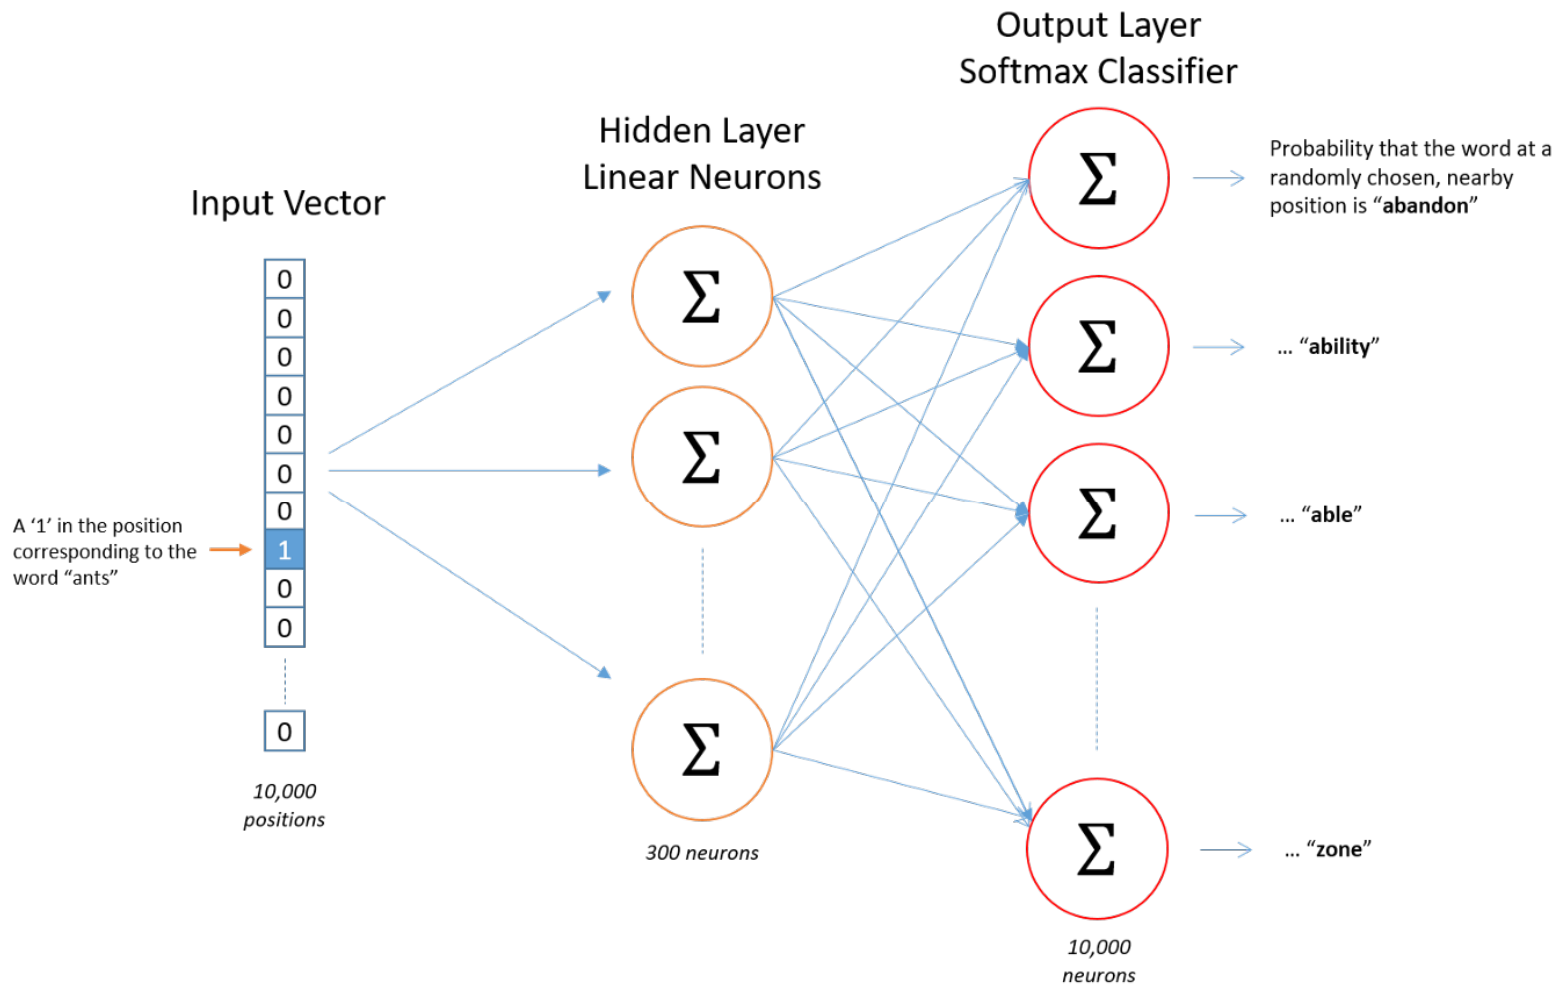 Output Layer
Softmax Classifier
Hidden Layer
Linear Neurons
Input Vector
0
0
0
0
0
0
0
1
0
0
0
A ‘1’ in the position
corresponding to the
word “ants”
10,000
positions
Σ
Σ
Σ
300 neurons
Σ
Σ
Σ
Σ
10,000
neurons
Probability that the word at a
randomly chosen, nearby
position is “abandon”
... “ability”
... “able”
... “zone”